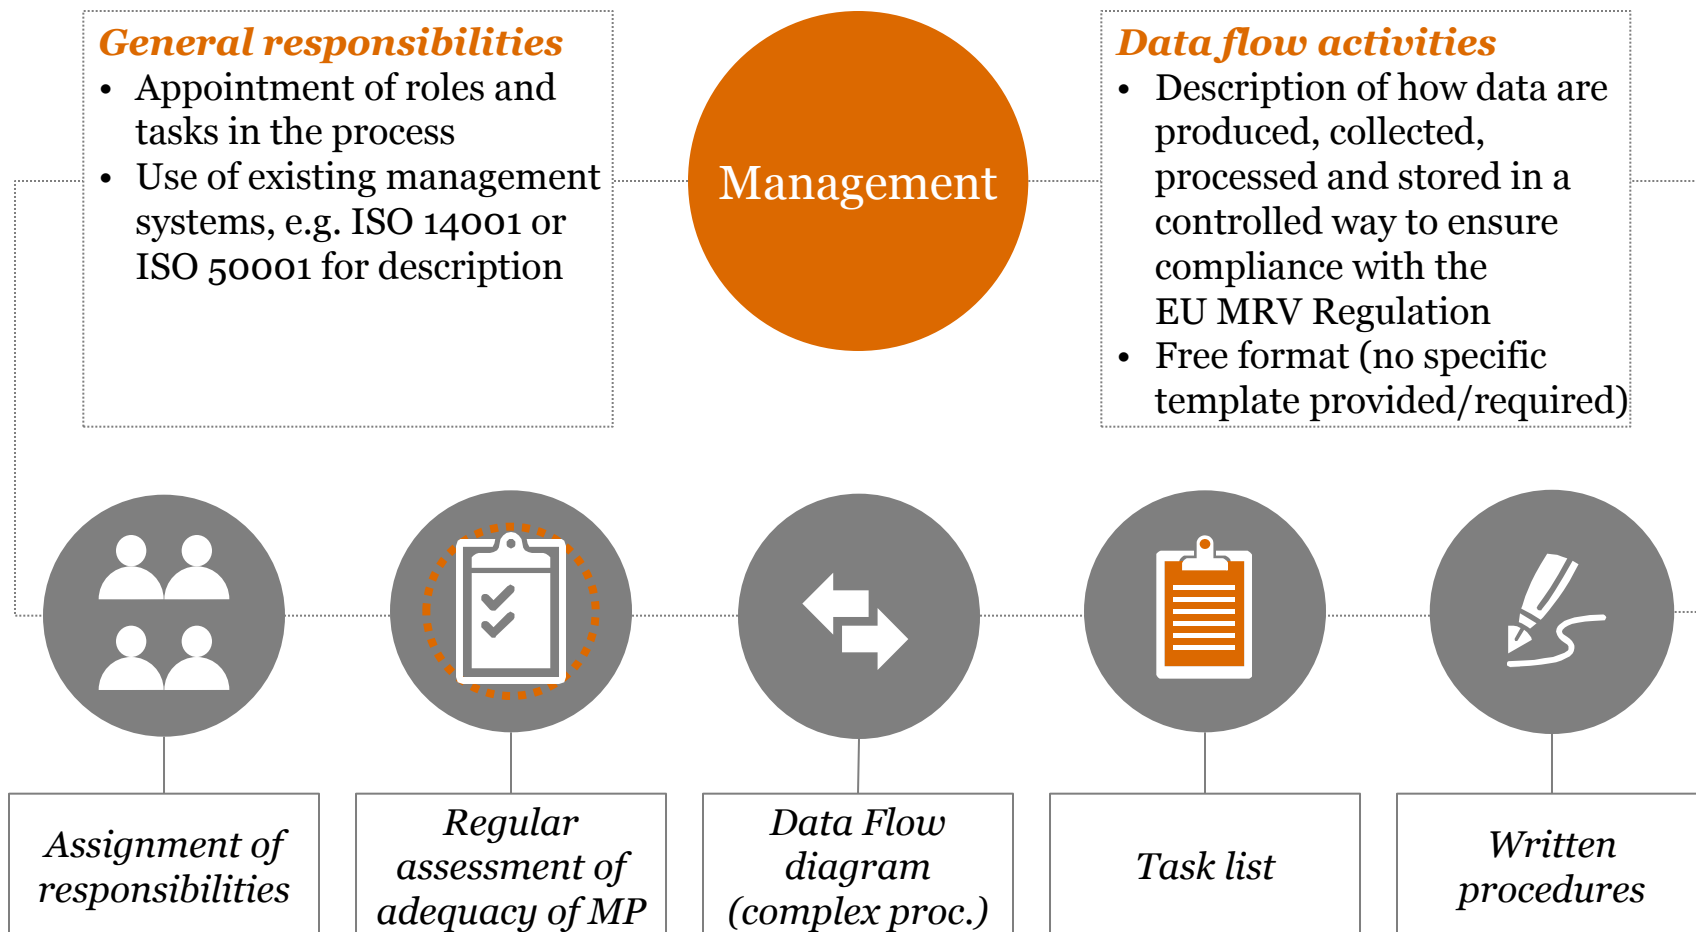 General responsibilities
• Appointment of roles and
tasks in the process
• Use of existing management
systems, e.g. ISO 14001 or
ISO 50001 for description
Management
Data flow activities
• Description of how data are
produced, collected,
processed and stored in a
controlled way to ensure
compliance with the
EU MRV Regulation
• Free format (no specific
template provided/required)
Assignment of
responsibilities
Regular
assessment of
adequacy of MP
Data Flow
diagram
(complex proc.)
Task list
Written
procedures